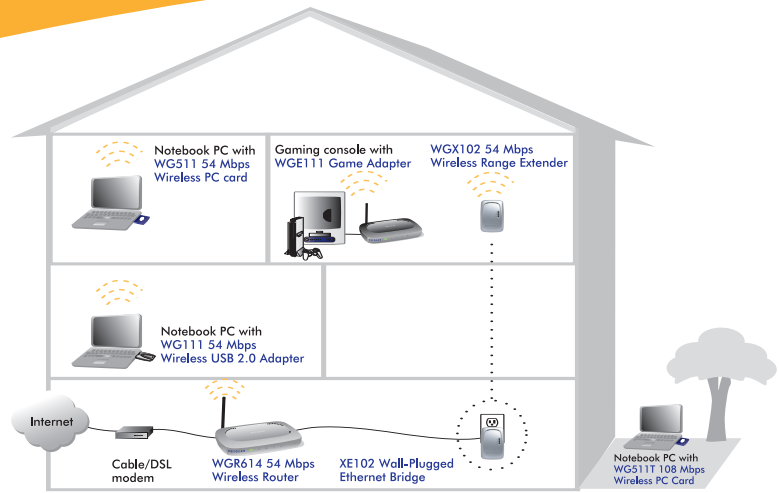 Notebook PC with
WG511 54 Mbps
Wireless PC card
Gaming console with
WGE111 Game Adapter
WGX102 54 Mbps
Wireless Range Extender
Notebook PC with
WG111 54 Mbps
Wireless USB 2.0 Adapter
Internet
Cable/DSL
modem
WGR614 54 Mbps
Wireless Router
XE102 Wall-Plugged
Ethernet Bridge
Notebook PC with
WG511T 108 Mbps
Wireless PC Card